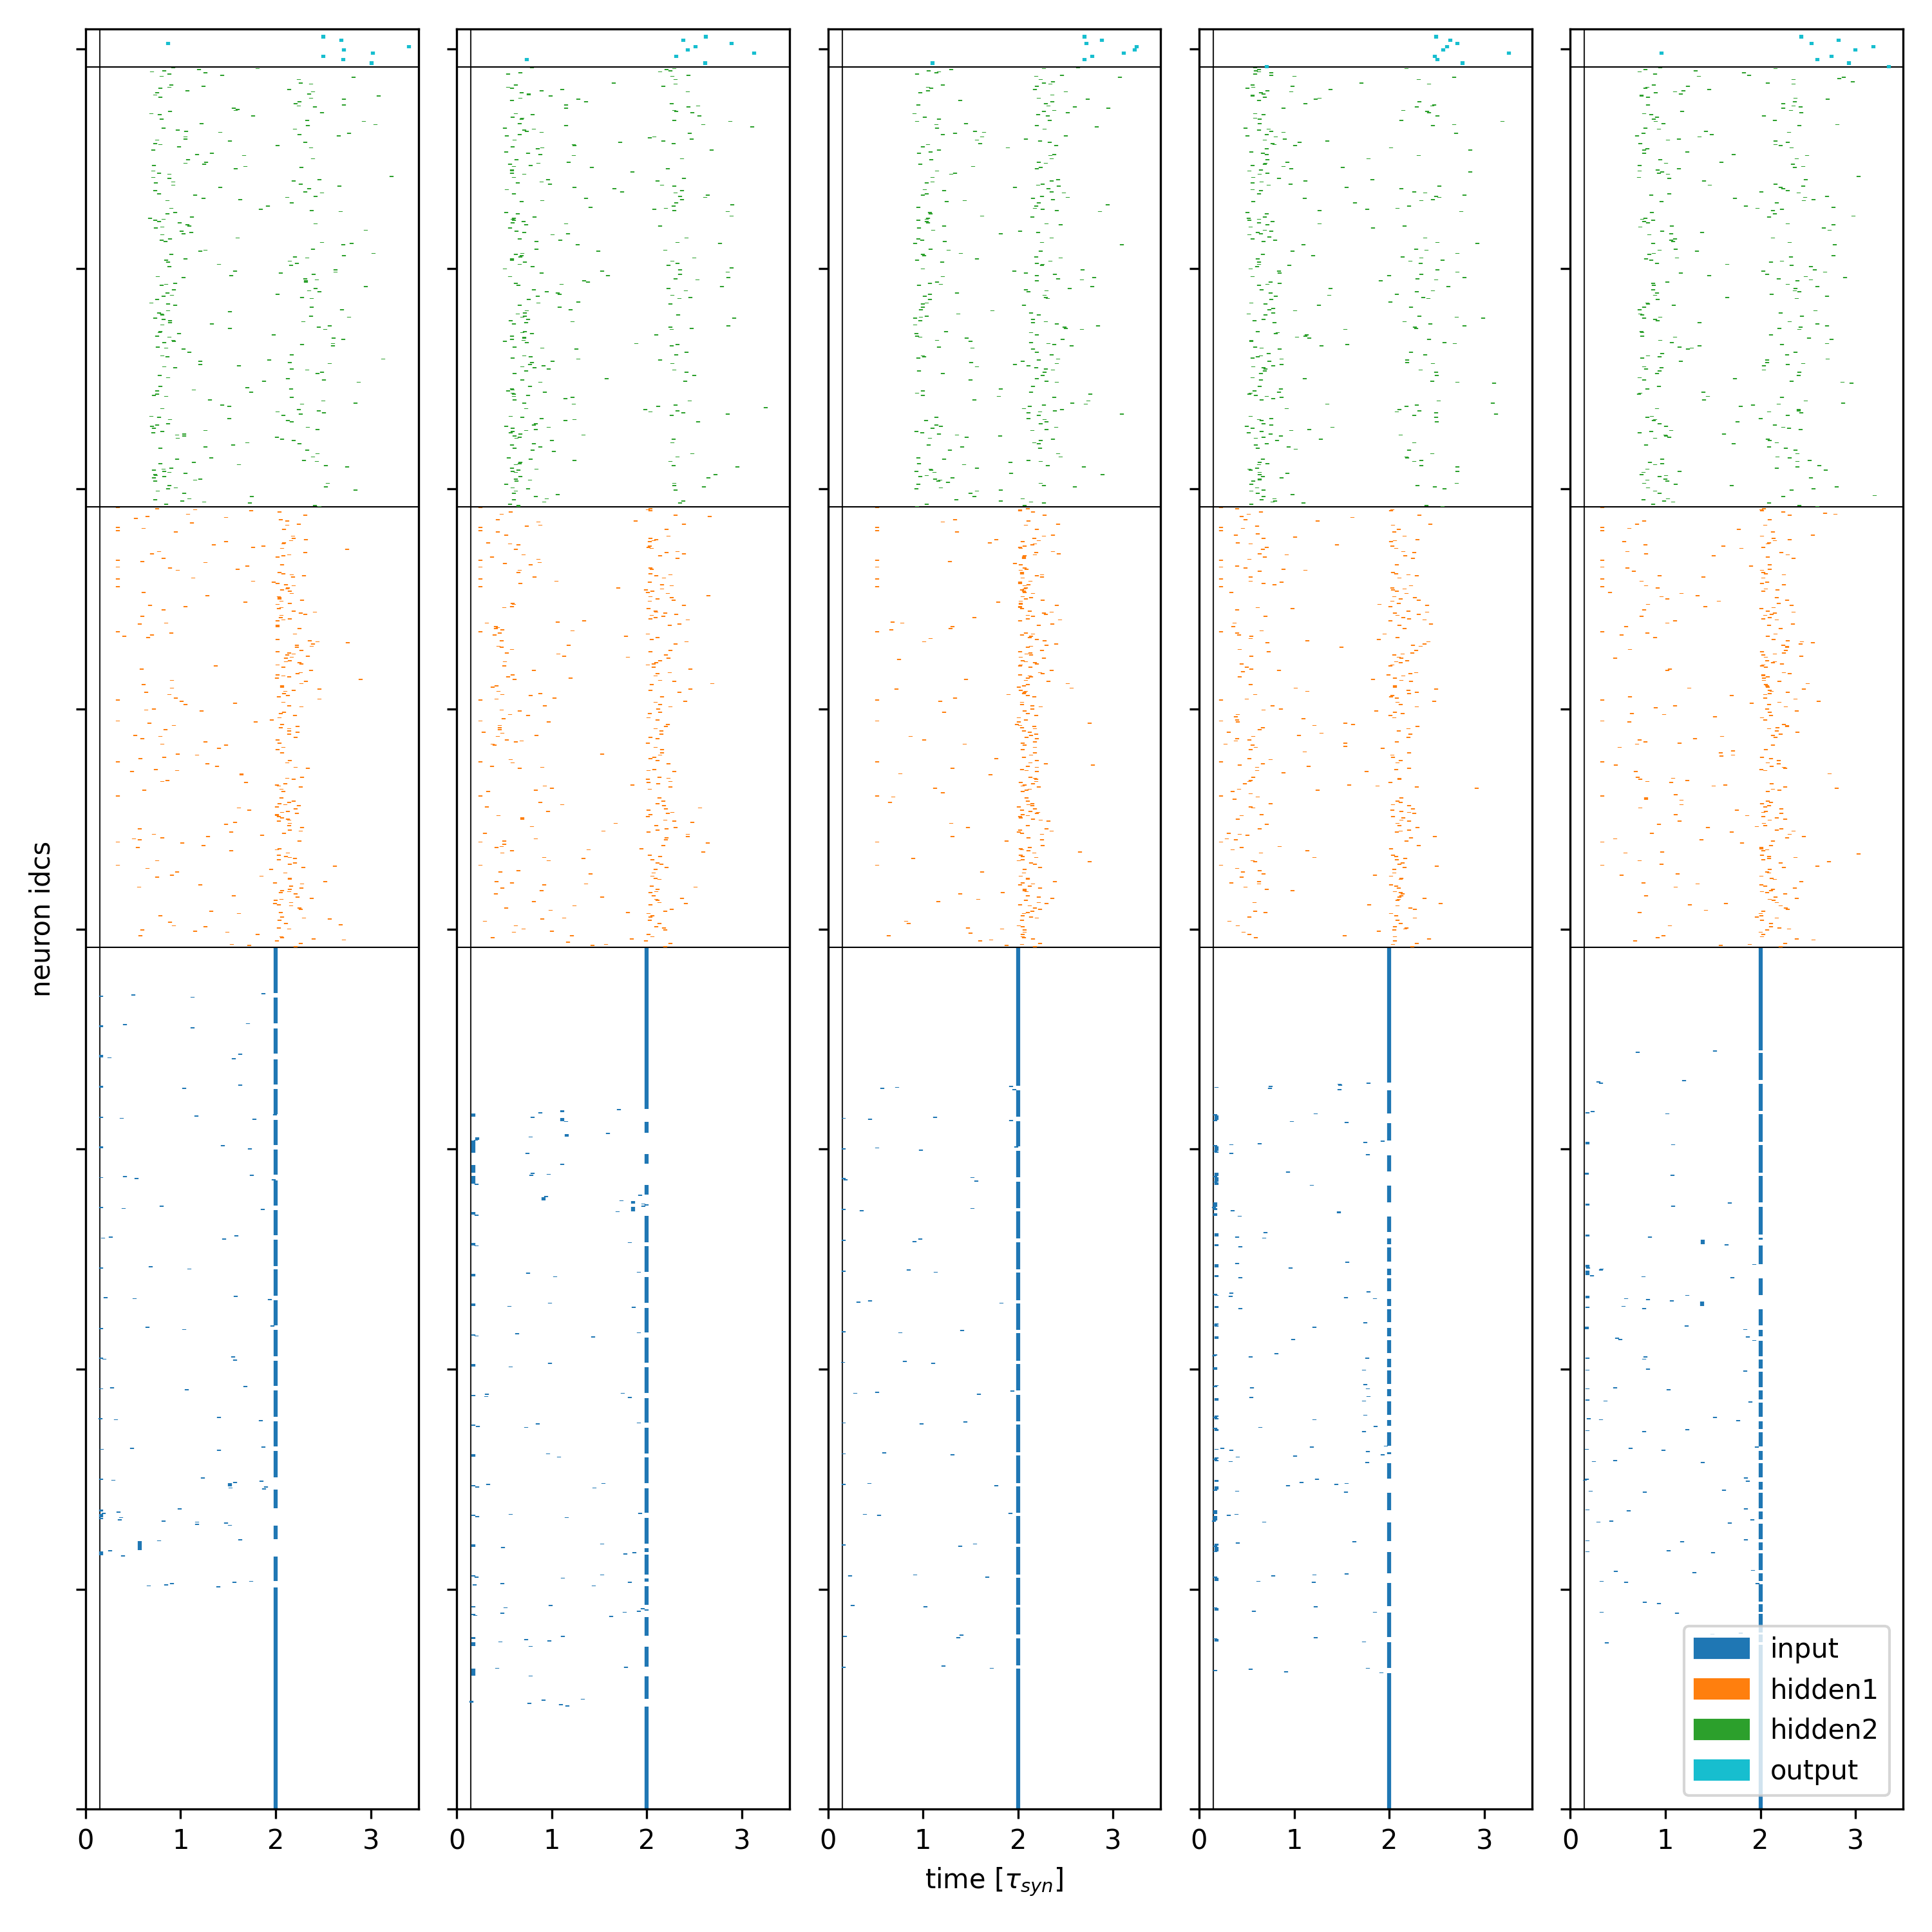 neuron idcs
0 1 2 3
0 1 2 3
0 1 2 3
0 1 2 3
0 1 2 3
time [τ_syn]
input
hidden1
hidden2
output